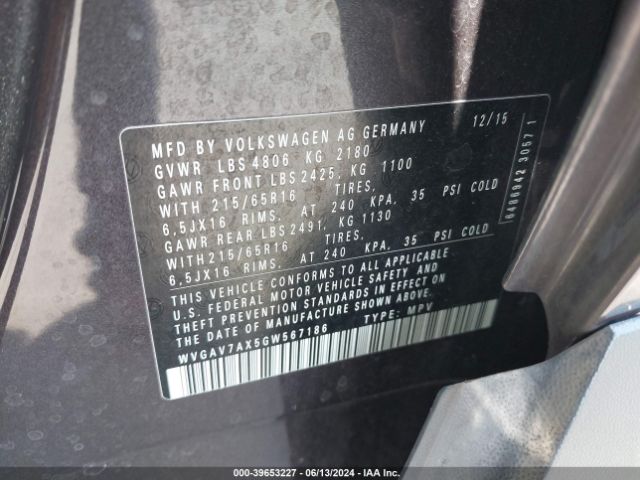 MFD BY VOLKSWAGEN AG GERMANY 12/15
GVWR LBS 4806 KG 2180
GAWR FRONT LBS 2425, KG 1100
WITH 215/65R16 TIRES,
6,5JX16 RIMS, AT 240 KPA, 35 PSI COLD
GAWR REAR LBS 2491, KG 1130
WITH 215/65R16 TIRES,
6,5JX16 RIMS, AT 240 KPA, 35 PSI COLD
THIS VEHICLE CONFORMS TO ALL APPLICABLE
U.S. FEDERAL MOTOR VEHICLE SAFETY AND
THEFT PREVENTION STANDARDS IN EFFECT ON
THE DATE OF MANUFACTURE SHOWN ABOVE.
WVGAV7AX5GW567186 TYPE: MPV
6486942 3057 1
000-39653227 - 06/13/2024 - IAA Inc.